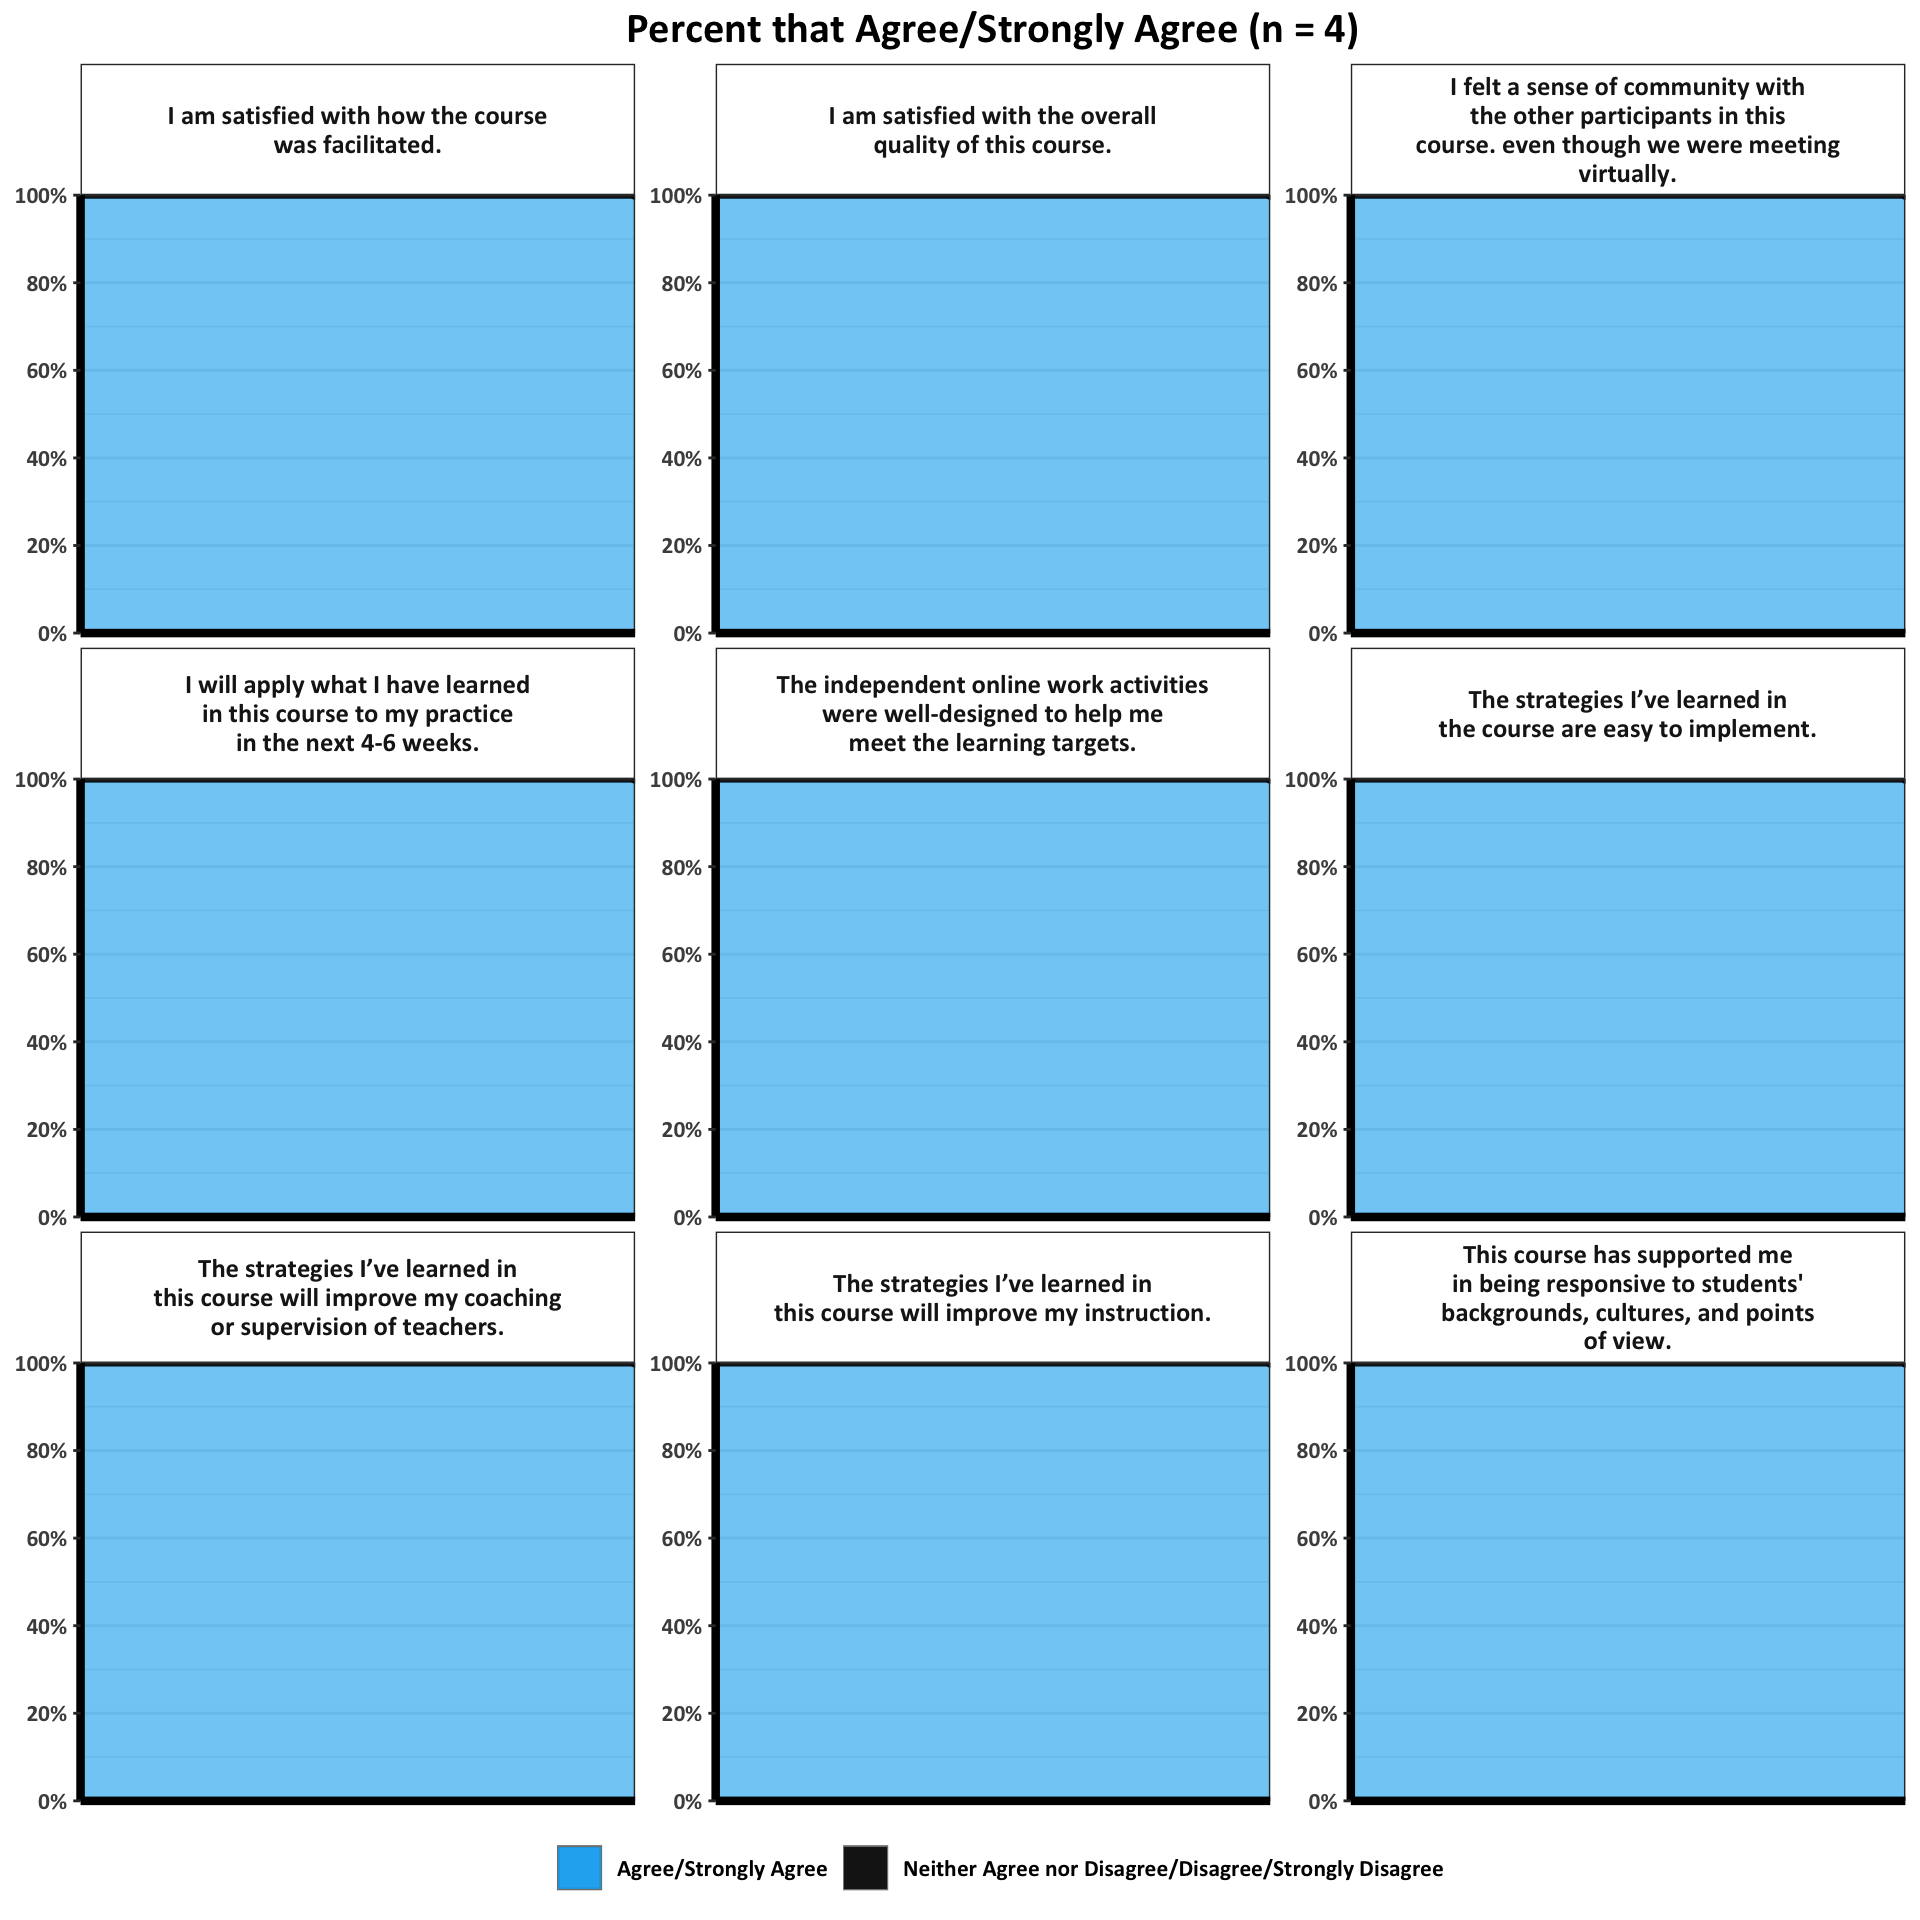 Percent that Agree/Strongly Agree (n = 4)
I am satisfied with how the course
was facilitated.
100%
80%
60%
40%
20%
0%
I am satisfied with the overall
quality of this course.
100%
80%
60%
40%
20%
0%
I felt a sense of community with
the other participants in this
course. even though we were meeting
virtually.
100%
80%
60%
40%
20%
0%
I will apply what I have learned
in this course to my practice
in the next 4-6 weeks.
100%
80%
60%
40%
20%
0%
The independent online work activities
were well-designed to help me
meet the learning targets.
100%
80%
60%
40%
20%
0%
The strategies I’ve learned in
the course are easy to implement.
100%
80%
60%
40%
20%
0%
The strategies I’ve learned in
this course will improve my coaching
or supervision of teachers.
100%
80%
60%
40%
20%
0%
The strategies I’ve learned in
this course will improve my instruction.
100%
80%
60%
40%
20%
0%
This course has supported me
in being responsive to students'
backgrounds, cultures, and points
of view.
100%
80%
60%
40%
20%
0%
Agree/Strongly Agree
Neither Agree nor Disagree/Disagree/Strongly Disagree